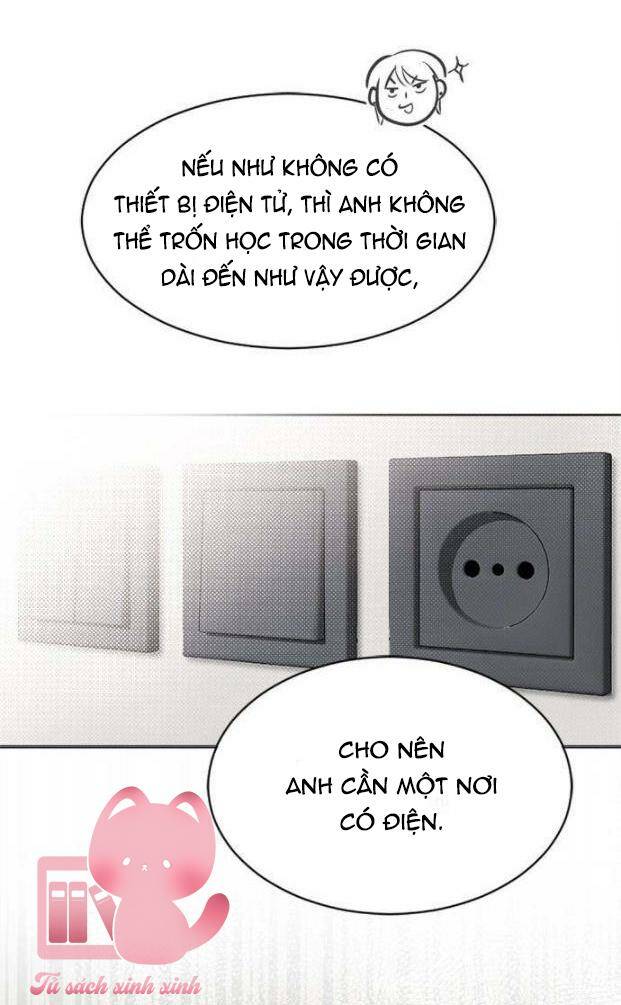 NẾU NHƯ KHÔNG CÓ
THIẾT BỊ ĐIỆN TỬ, THÌ ANH KHÔNG
THỂ TRỐN HỌC TRONG THỜI GIAN
DÀI ĐẾN NHƯ VẬY ĐƯỢC,
CHO NÊN
ANH CẦN MỘT NƠI
CÓ ĐIỆN.
Tủ sách xinh xinh